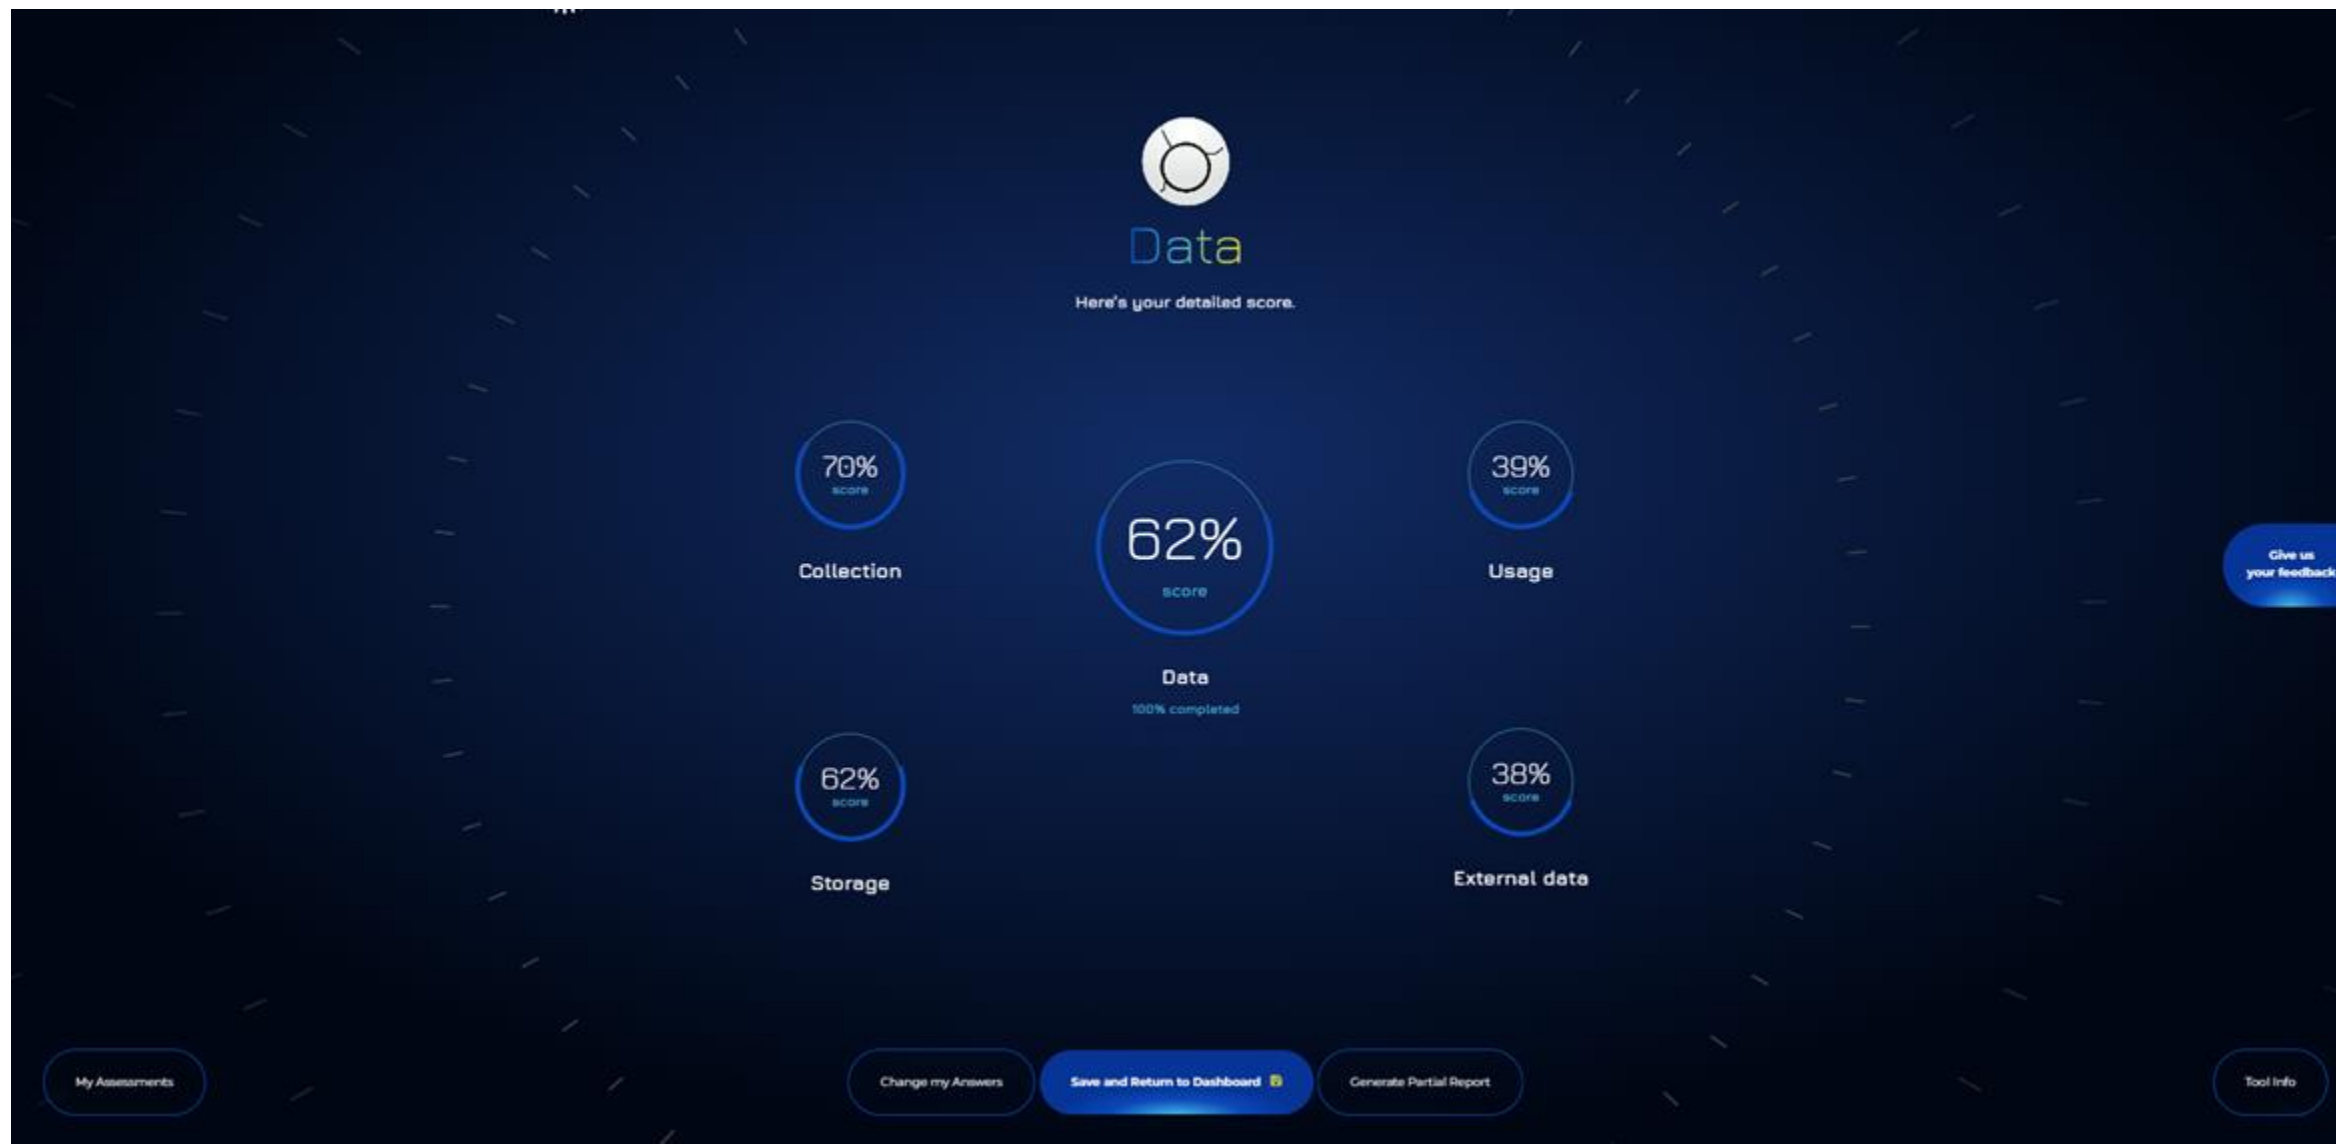 Data
Here's your detailed score.
70%
score
Collection
62%
score
Data
100% completed
39%
score
Usage
62%
score
Storage
38%
score
External data
Give us
your feedback
My Assessments
Change my Answers
Save and Return to Dashboard
Generate Partial Report
Tool Info